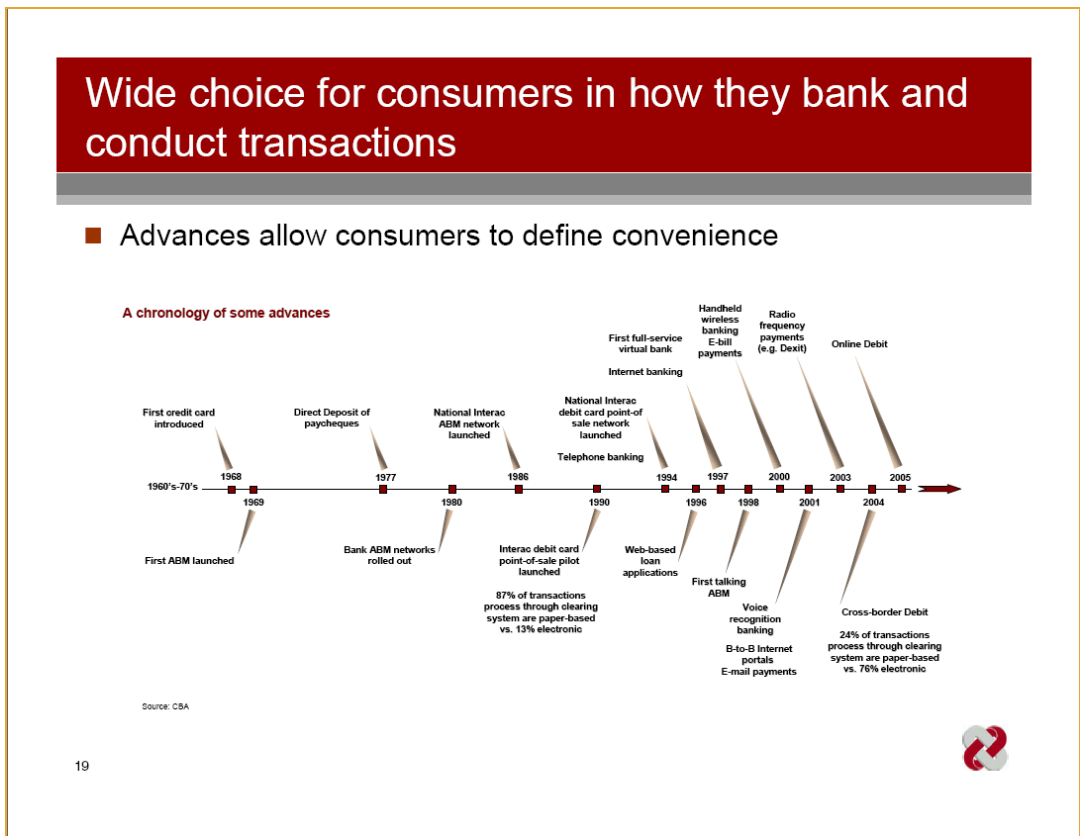 Wide choice for consumers in how they bank and
conduct transactions
Advances allow consumers to define convenience
A chronology of some advances
First credit card
introduced
Direct Deposit of
paycheques
National Interac
ABM network
launched
National Interac
debit card point-of
sale network
launched
Telephone banking
First full-service
virtual bank
Internet banking
Handheld
wireless
banking
E-bill
payments
Radio
frequency
payments
(e.g. Dexit)
Online Debit
1960's-70's
1968
1969
1977
1980
1986
1990
1994
1996
1997
1998
2000
2001
2003
2004
2005
First ABM launched
Bank ABM networks
rolled out
Interac debit card
point-of-sale pilot
launched
87% of transactions
process through clearing
system are paper-based
vs. 13% electronic
Web-based
loan
applications
First talking
ABM
Voice
recognition
banking
B-to-B Internet
portals
E-mail payments
Cross-border Debit
24% of transactions
process through clearing
system are paper-based
vs. 76% electronic
Source: CBA
19